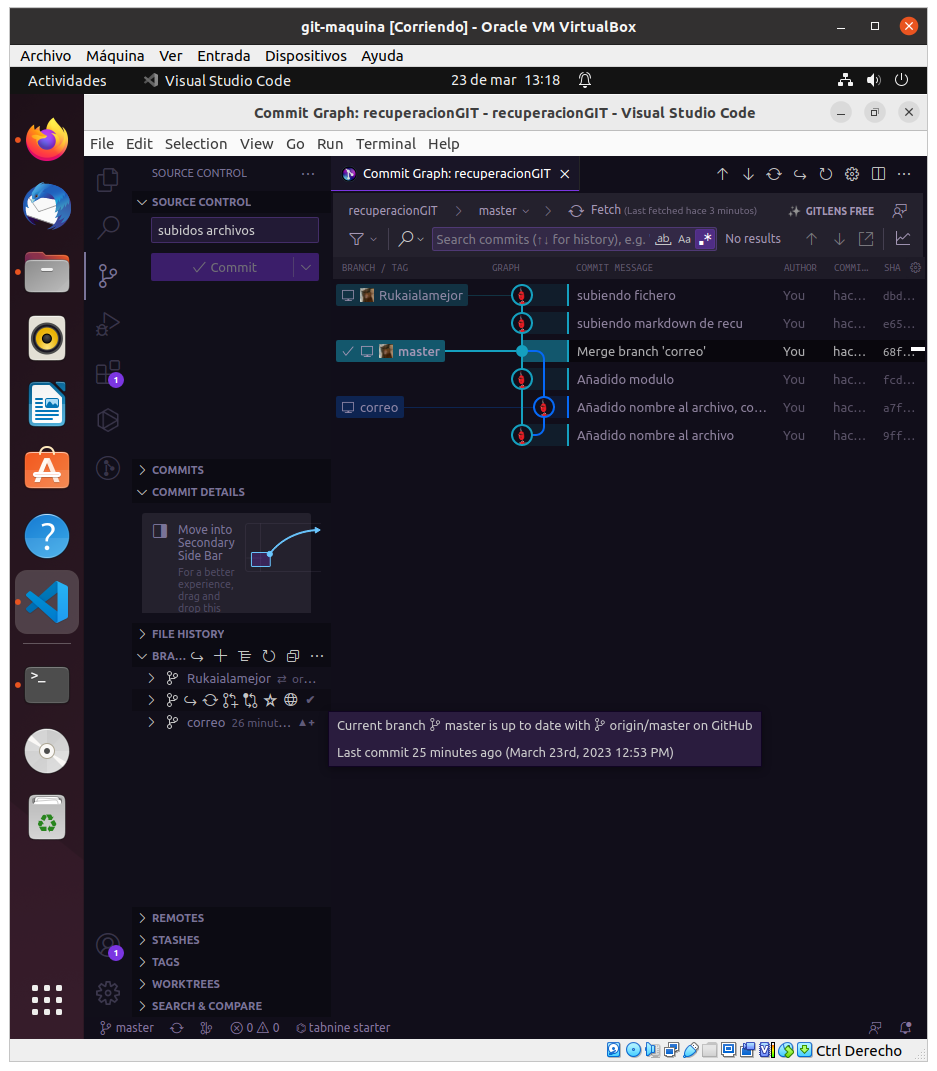 git-maquina [Corriendo] - Oracle VM VirtualBox
Archivo Máquina Ver Entrada Dispositivos Ayuda
Actividades Visual Studio Code 23 de mar 13:18
Commit Graph: recuperacionGIT - recuperacionGIT - Visual Studio Code
File Edit Selection View Go Run Terminal Help
SOURCE CONTROL ··· Commit Graph: recuperacionGIT
SOURCE CONTROL
recuperacionGIT > master > Fetch (Last fetched hace 3 minutos) GITLENS FREE
subidos archivos
Search commits (↑↓ for history), e.g. ab, Aa .* No results
Commit
BRANCH / TAG GRAPH COMMIT MESSAGE AUTHOR COMMI... SHA
Rukaialamejor subiendo fichero You hac... dbd...
subiendo markdown de recu You hac... e65...
master Merge branch 'correo' You hac... 68f...
1
Añadido modulo You hac... fcd...
correo Añadido nombre al archivo, co... You hac... a7f...
Añadido nombre al archivo You hac... 9ff...
COMMITS
COMMIT DETAILS
Move into
Secondary
Side Bar
For a better
experience,
drag and
drop this
FILE HISTORY
BRA...
Rukaialamejor ⇄ or...
correo 26 minut... ▲+
Current branch master is up to date with origin/master on GitHub
Last commit 25 minutes ago (March 23rd, 2023 12:53 PM)
REMOTES
STASHES
1
TAGS
WORKTREES
SEARCH & COMPARE
master 0 0 tabnine starter
Ctrl Derecho